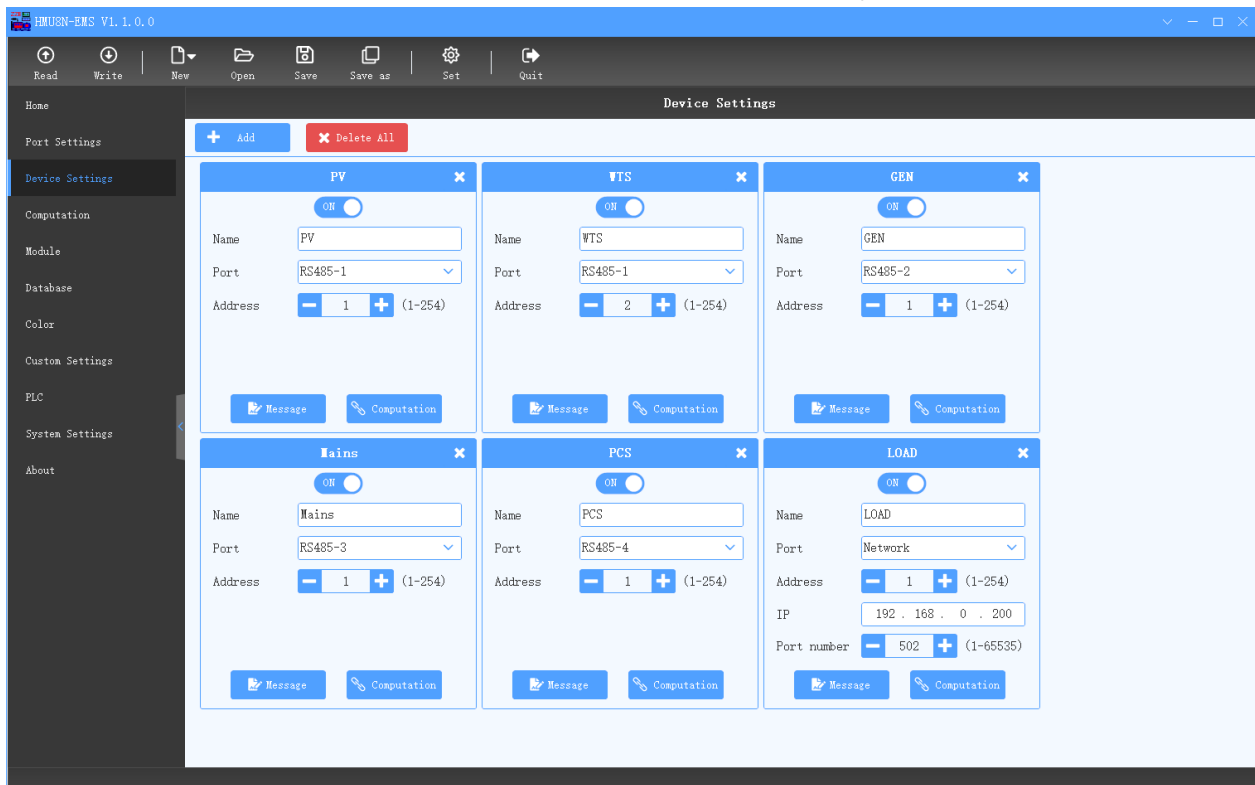 HMU8N-EMS V1.1.0.0
Read Write New Open Save Save as Set Quit
Home
Port Settings
Device Settings
Computation
Module
Database
Color
Custom Settings
PLC
System Settings
About
Device Settings
Add Delete All
PV
ON
Name PV
Port RS485-1
Address 1 (1-254)
Message Computation
WTS
ON
Name WTS
Port RS485-1
Address 2 (1-254)
Message Computation
GEN
ON
Name GEN
Port RS485-2
Address 1 (1-254)
Message Computation
Mains
ON
Name Mains
Port RS485-3
Address 1 (1-254)
Message Computation
PCS
ON
Name PCS
Port RS485-4
Address 1 (1-254)
Message Computation
LOAD
ON
Name LOAD
Port Network
Address 1 (1-254)
IP 192 . 168 . 0 . 200
Port number 502 (1-65535)
Message Computation